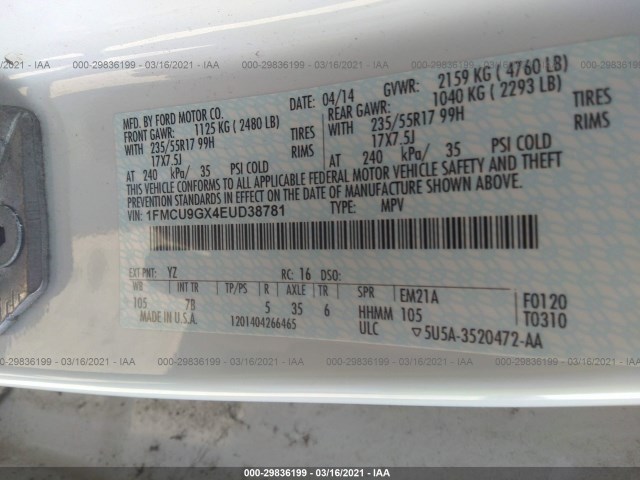 000-29836199 - 03/16/2021 - IAA 000-29836199 - 03/16/2021 - IAA 000-29836199 - 03/16/2021 - IAA
MFD. BY FORD MOTOR CO. DATE: 04/14 GVWR: 2159 KG ( 4760 LB)
FRONT GAWR: 1125 KG ( 2480 LB) REAR GAWR: 1040 KG ( 2293 LB)
WITH 235/55R17 99H TIRES WITH 235/55R17 99H TIRES
17X7.5J RIMS 17X7.5J RIMS
AT 240 kPa/ 35 PSI COLD AT 240 kPa/ 35 PSI COLD
THIS VEHICLE CONFORMS TO ALL APPLICABLE FEDERAL MOTOR VEHICLE SAFETY AND THEFT
PREVENTION STANDARDS IN EFFECT ON THE DATE OF MANUFACTURE SHOWN ABOVE.
VIN: 1FMCU9GX4EUD38781 TYPE: MPV
EXT PNT: YZ RC: 16 DSO:
WB INT TR TP/PS R AXLE TR SPR EM21A F0120
105 7B 5 35 6 HHMM 105 T0310
MADE IN U.S.A. 1201404266465 ULC ▽5U5A-3520472-AA
000-29836199 - 03/16/2021 - IAA 000-29836199 - 03/16/2021 - IAA 000-29836199 - 03/16/2021 - IAA
000-29836199 - 03/16/2021 - IAA